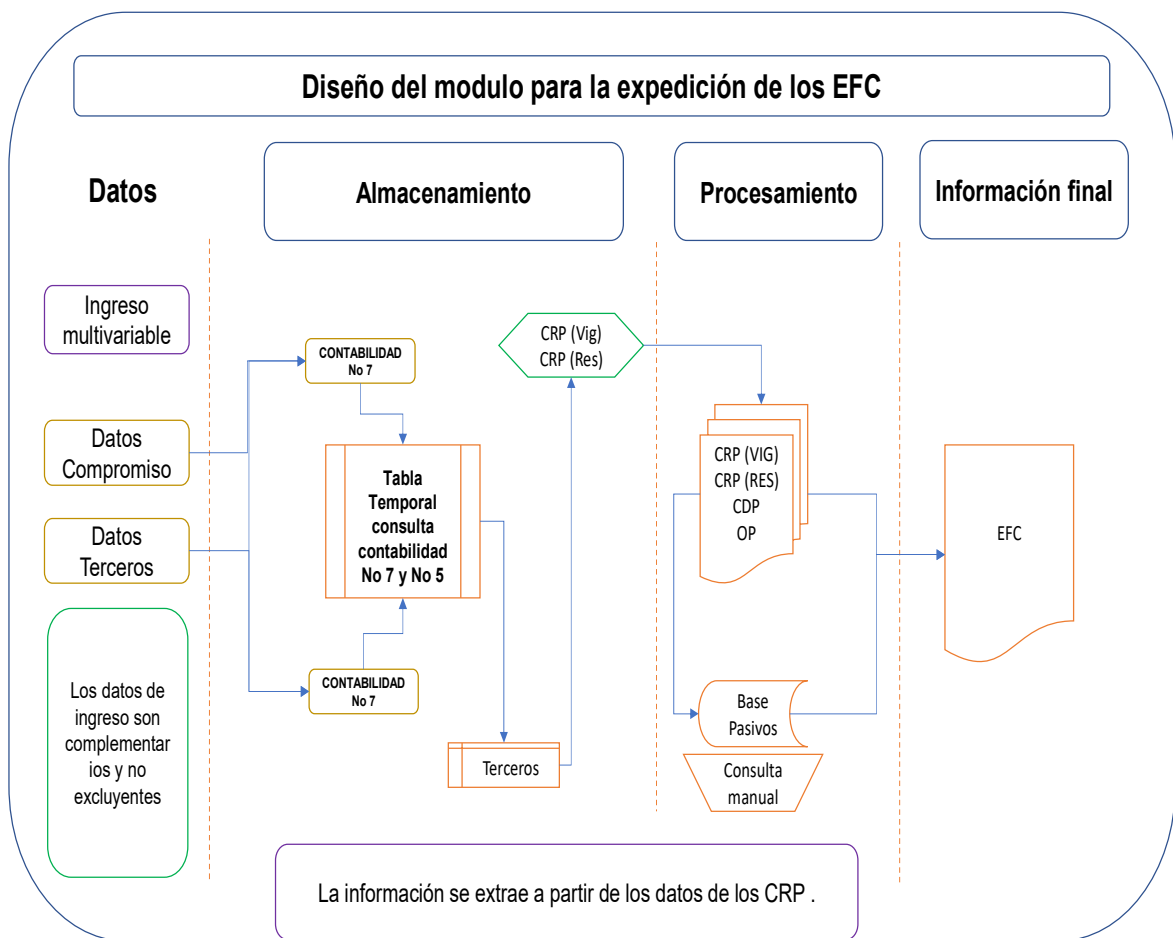 Diseño del modulo para la expedición de los EFC
Datos
Almacenamiento
Procesamiento
Información final
Ingreso
multivariable
Datos
Compromiso
Datos
Terceros
Los datos de
ingreso son
complementar
ios y no
excluyentes
CONTABILIDAD
No 7
Tabla
Temporal
consulta
contabilidad
No 7 y No 5
CONTABILIDAD
No 7
Terceros
CRP (Vig)
CRP (Res)
CRP (VIG)
CRP (RES)
CDP
OP
Base
Pasivos
Consulta
manual
EFC
La información se extrae a partir de los datos de los CRP .